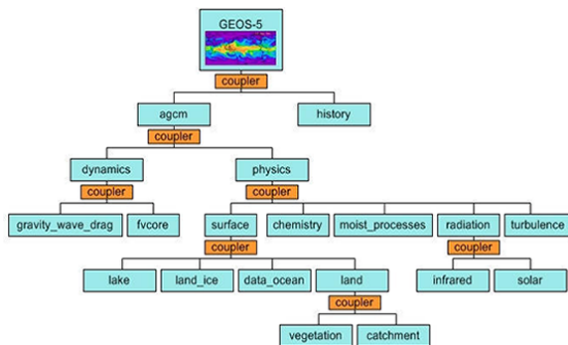 GEOS-5
coupler
agcm history
coupler
dynamics physics
coupler coupler
gravity_wave_drag fvcore surface chemistry moist_processes radiation turbulence
coupler coupler
lake land_ice data_ocean land infrared solar
coupler
vegetation catchment